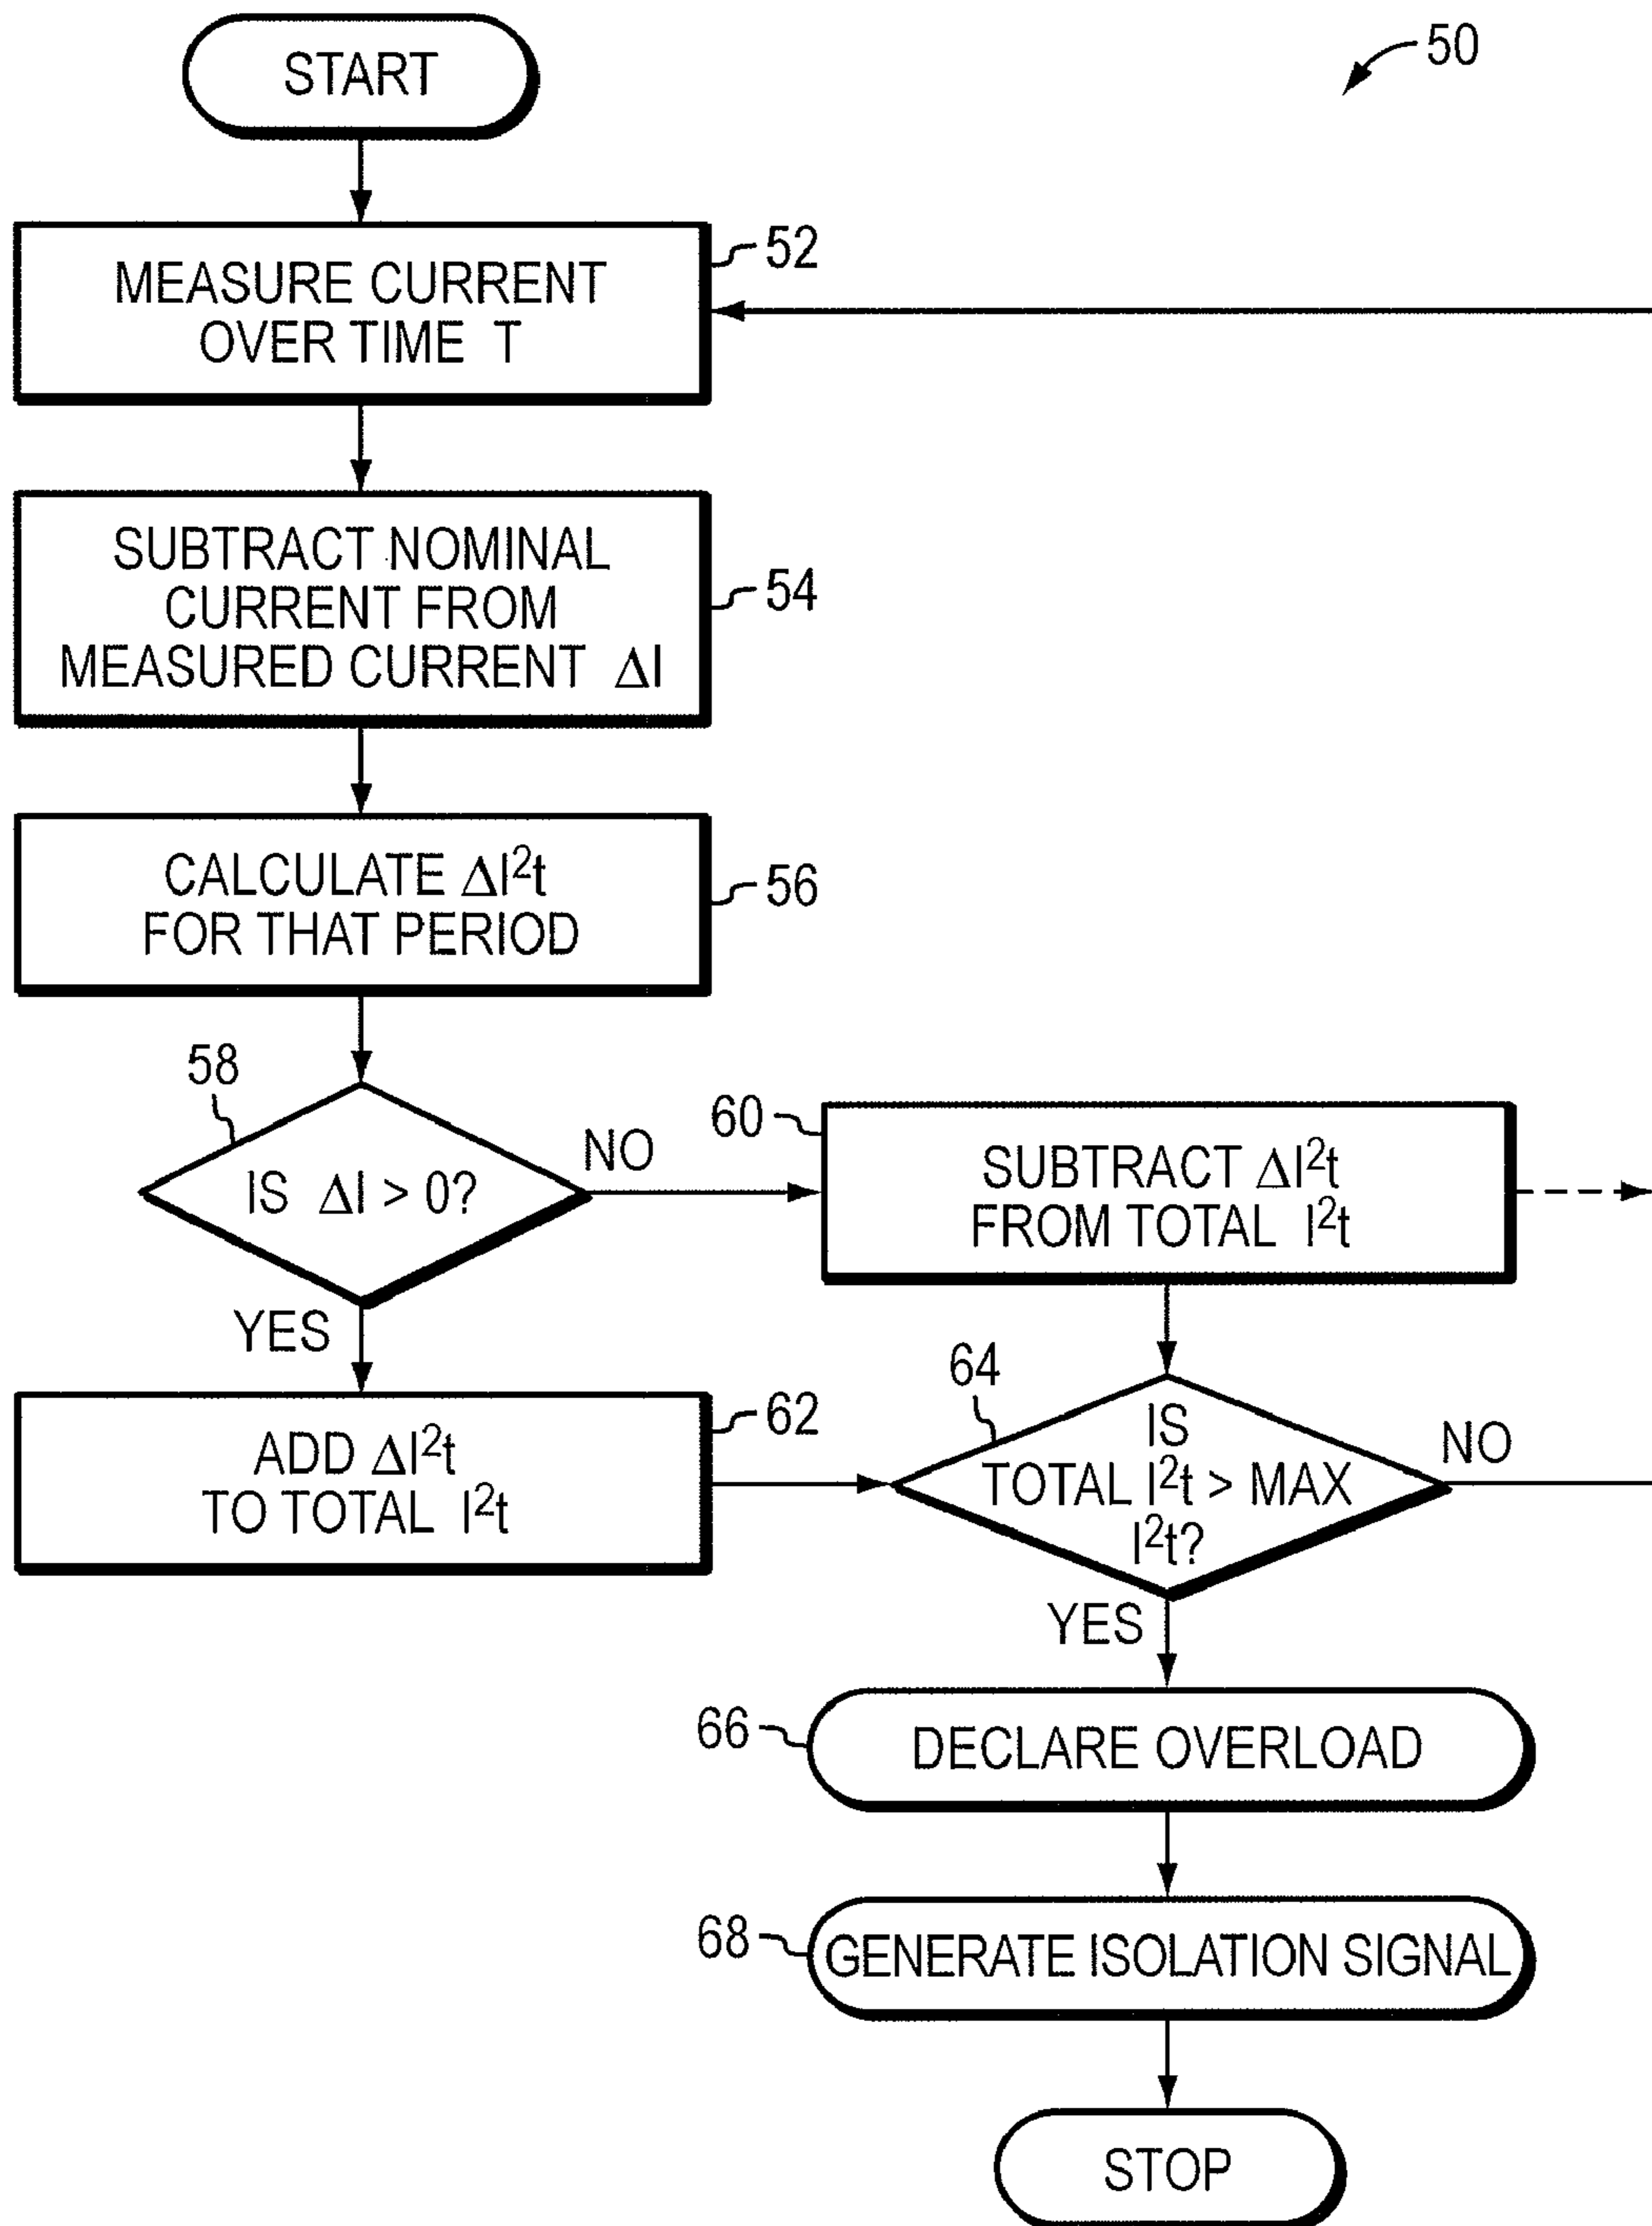 START
50
52
MEASURE CURRENT
OVER TIME T
SUBTRACT NOMINAL
CURRENT FROM
MEASURED CURRENT ΔI
54
CALCULATE ΔI²t
FOR THAT PERIOD
56
58
IS ΔI > 0?
NO
YES
60
SUBTRACT ΔI²t
FROM TOTAL I²t
62
ADD ΔI²t
TO TOTAL I²t
64
IS
TOTAL I²t > MAX
I²t?
NO
YES
66
DECLARE OVERLOAD
68
GENERATE ISOLATION SIGNAL
STOP